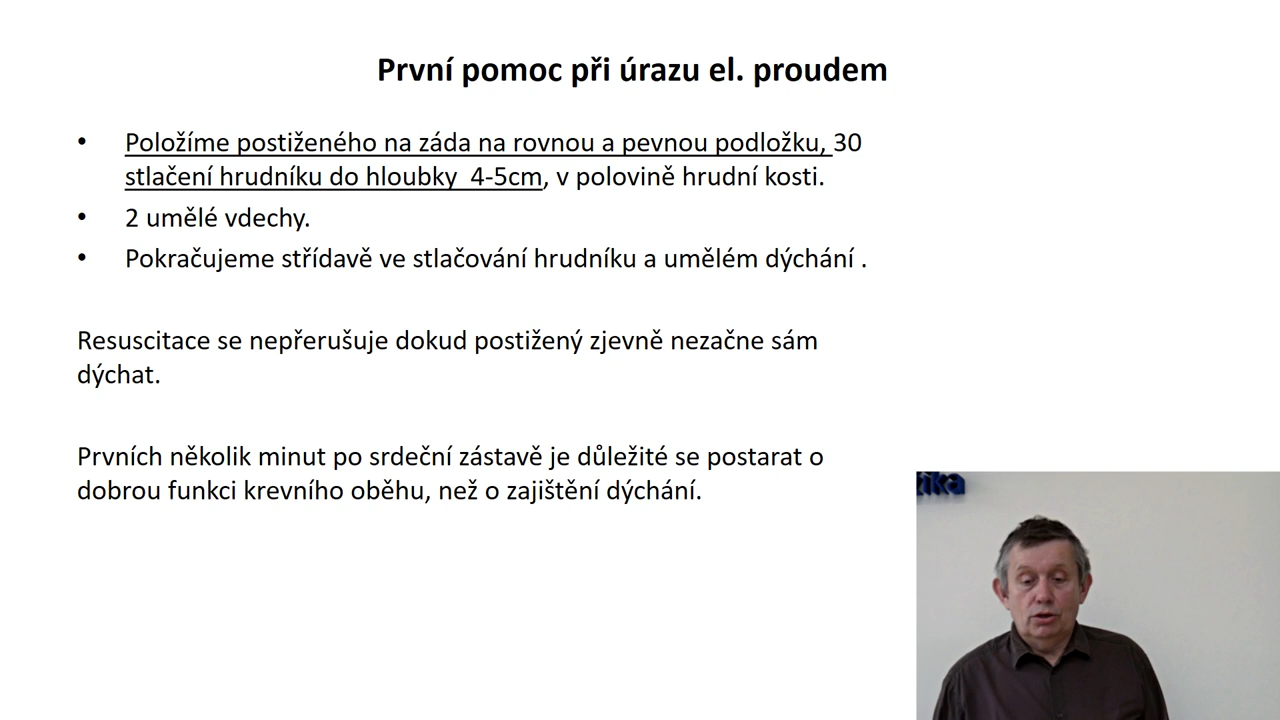 První pomoc při úrazu el. proudem
• Položíme postiženého na záda na rovnou a pevnou podložku, 30
stlačení hrudníku do hloubky  4-5cm, v polovině hrudní kosti.
• 2 umělé vdechy.
• Pokračujeme střídavě ve stlačování hrudníku a umělém dýchání .
Resuscitace se nepřerušuje dokud postižený zjevně nezačne sám
dýchat.
Prvních několik minut po srdeční zástavě je důležité se postarat o
dobrou funkci krevního oběhu, než o zajištění dýchání.